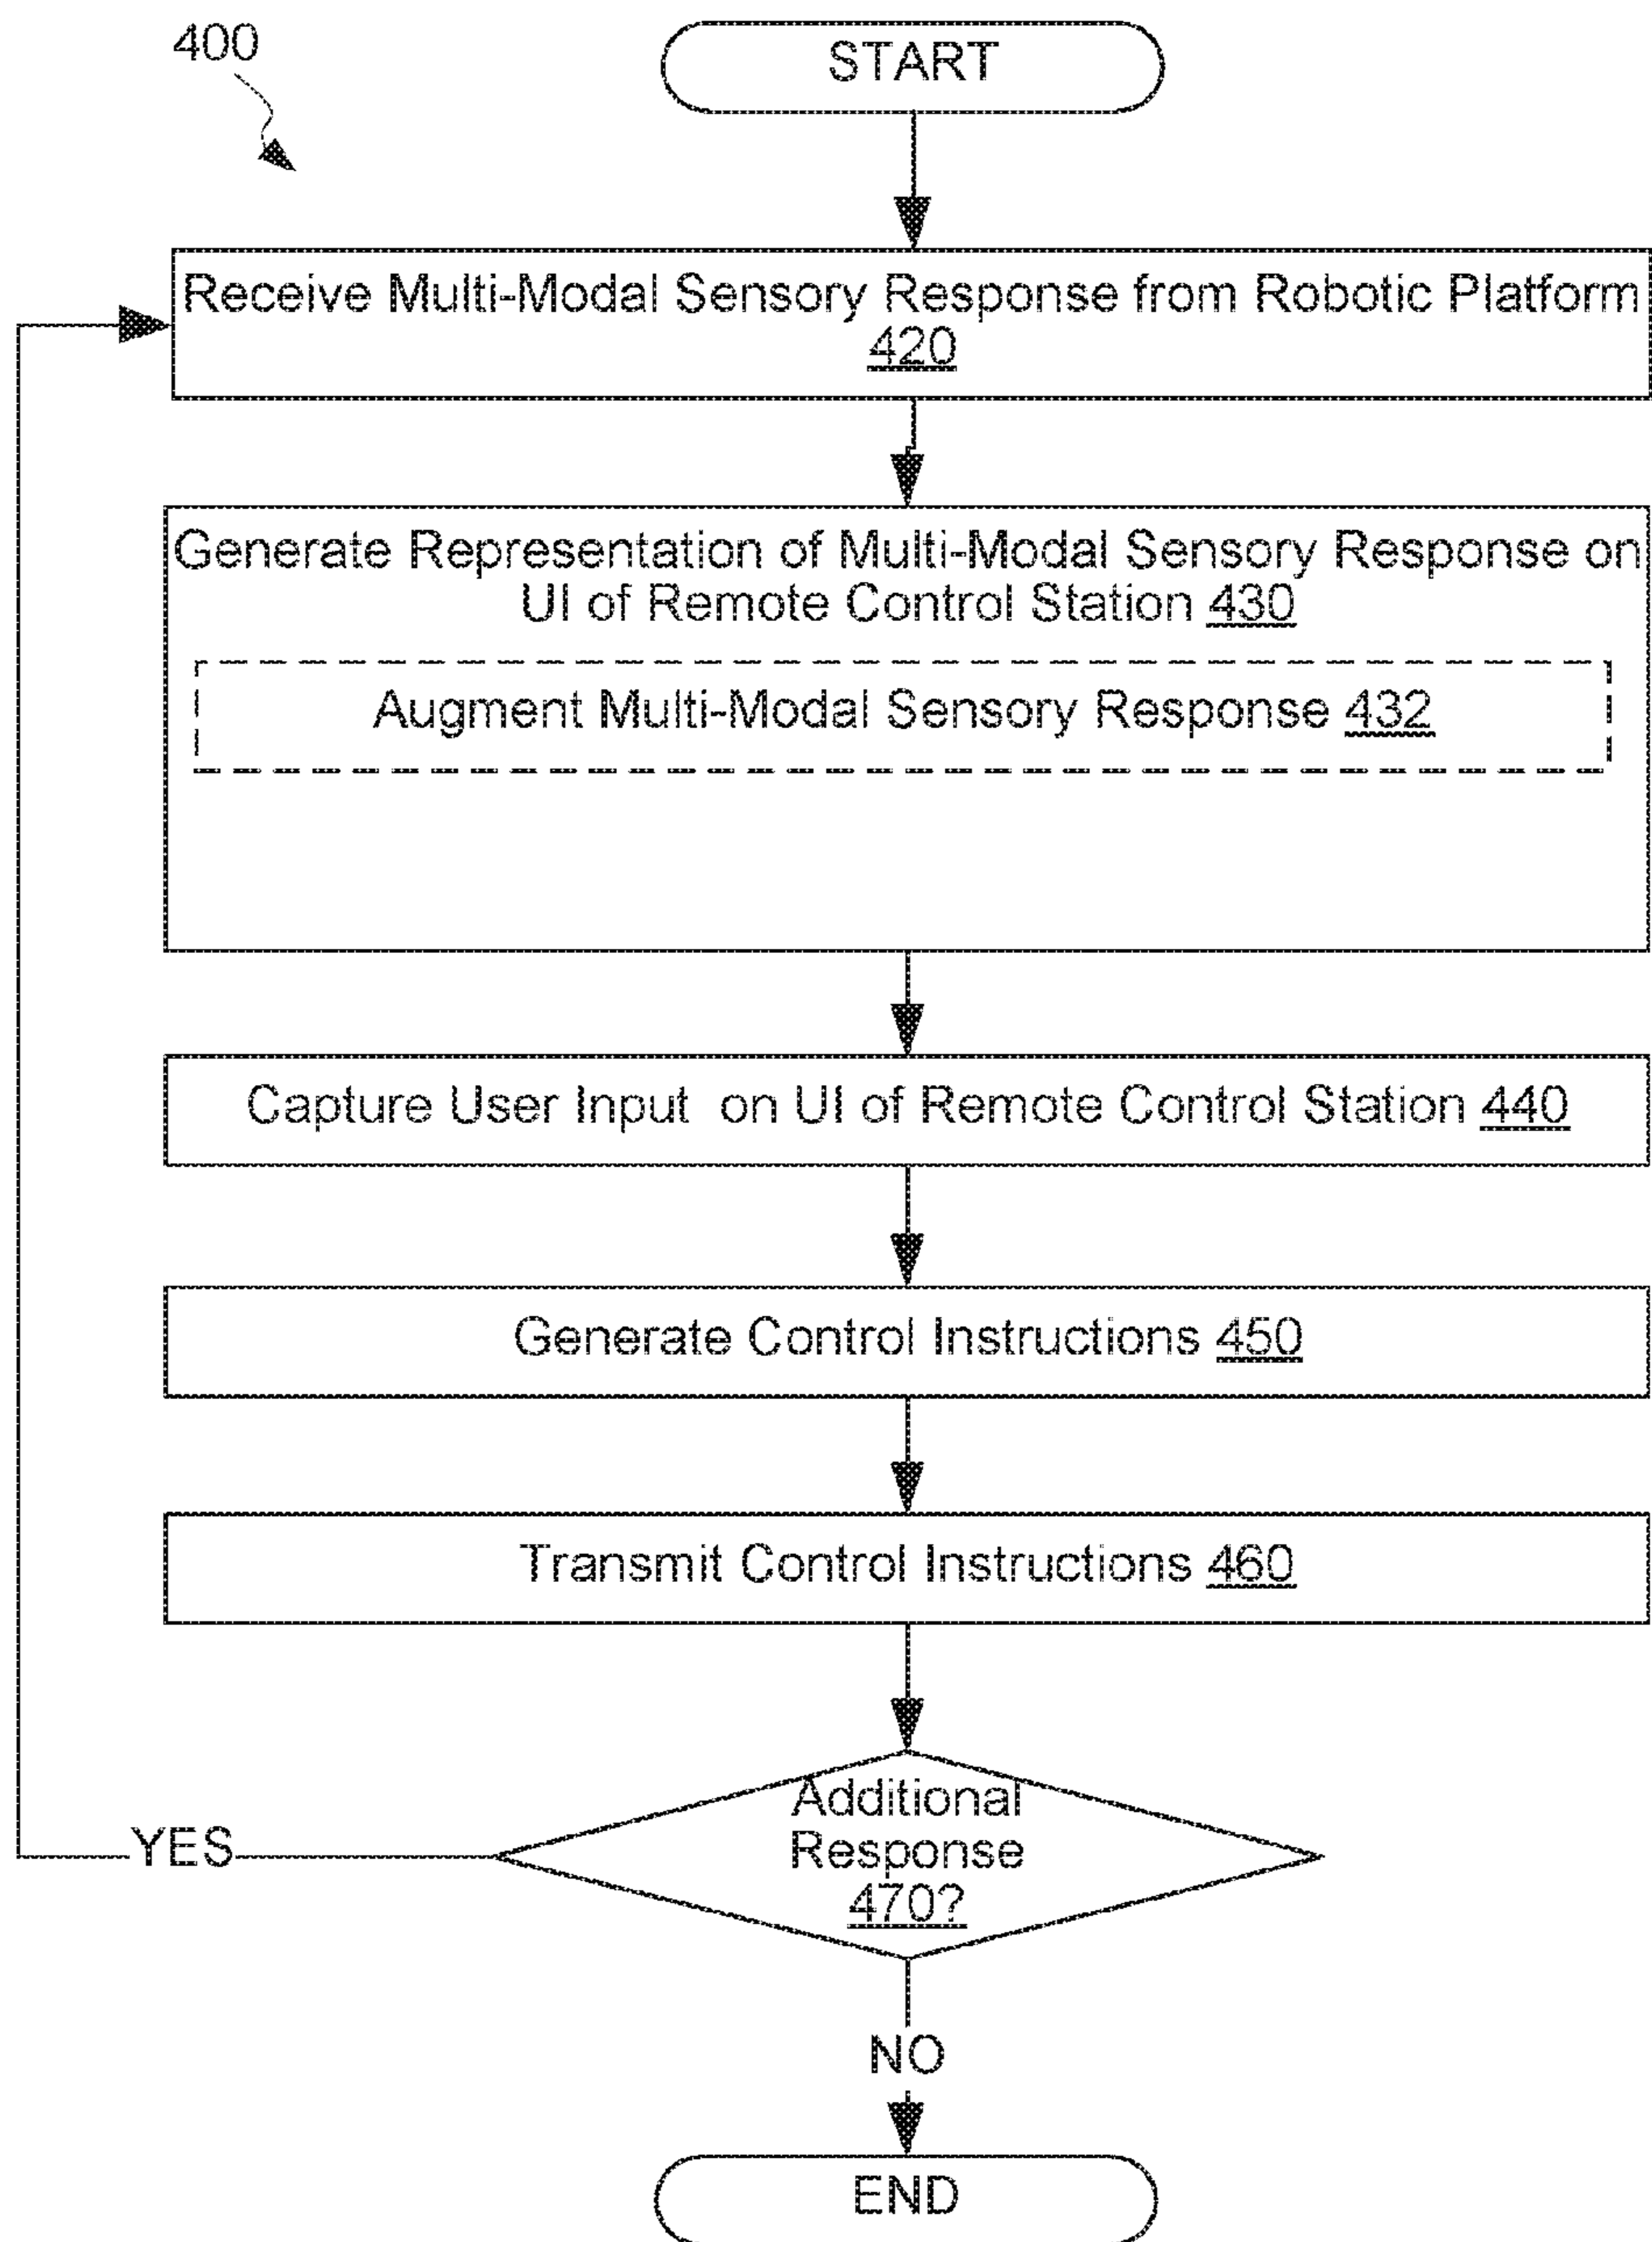 400
START
Receive Multi-Modal Sensory Response from Robotic Platform
420
Generate Representation of Multi-Modal Sensory Response on
UI of Remote Control Station 430
Augment Multi-Modal Sensory Response 432
Capture User Input on UI of Remote Control Station 440
Generate Control Instructions 450
Transmit Control Instructions 460
Additional
Response
470?
YES
NO
END